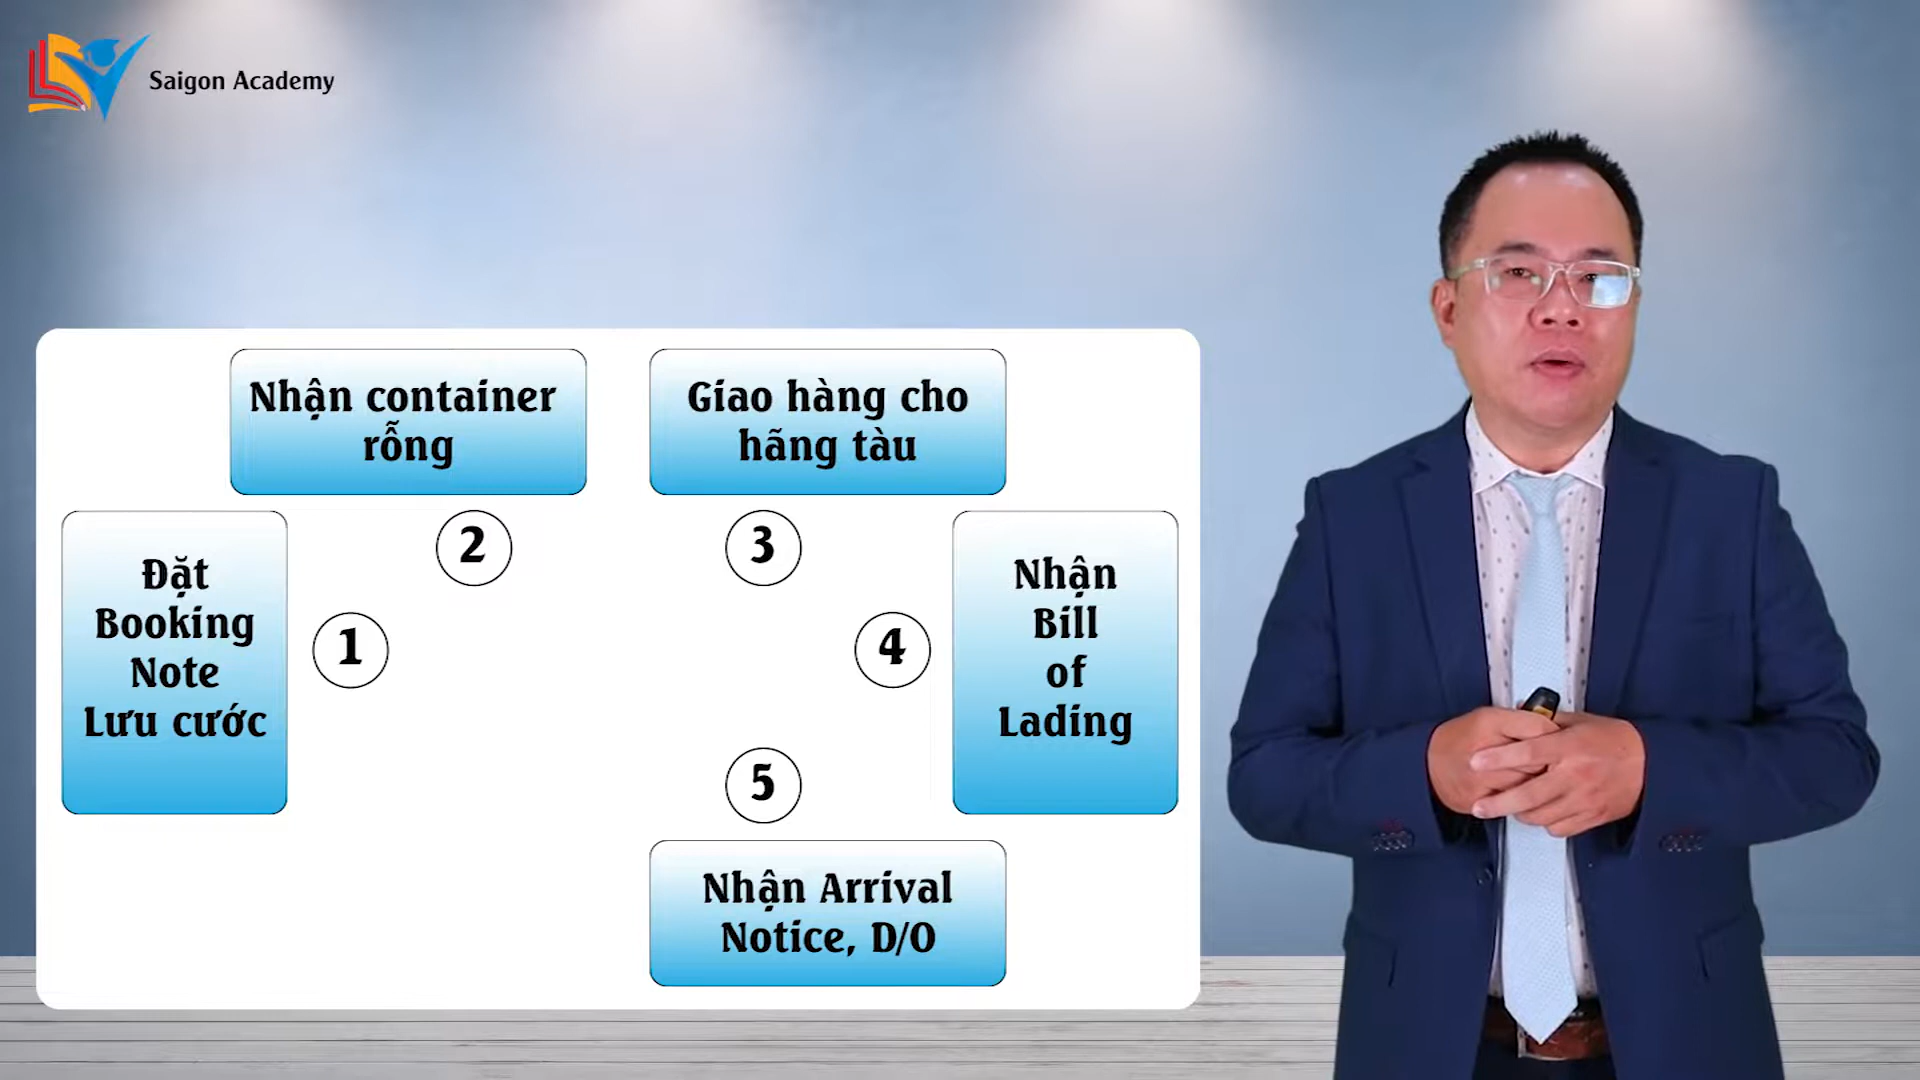 Saigon Academy
Nhận container
rỗng
Giao hàng cho
hãng tàu
Đặt
Booking
Note
Lưu cước
2
3
1
4
Nhận
Bill
of
Lading
5
Nhận Arrival
Notice, D/O